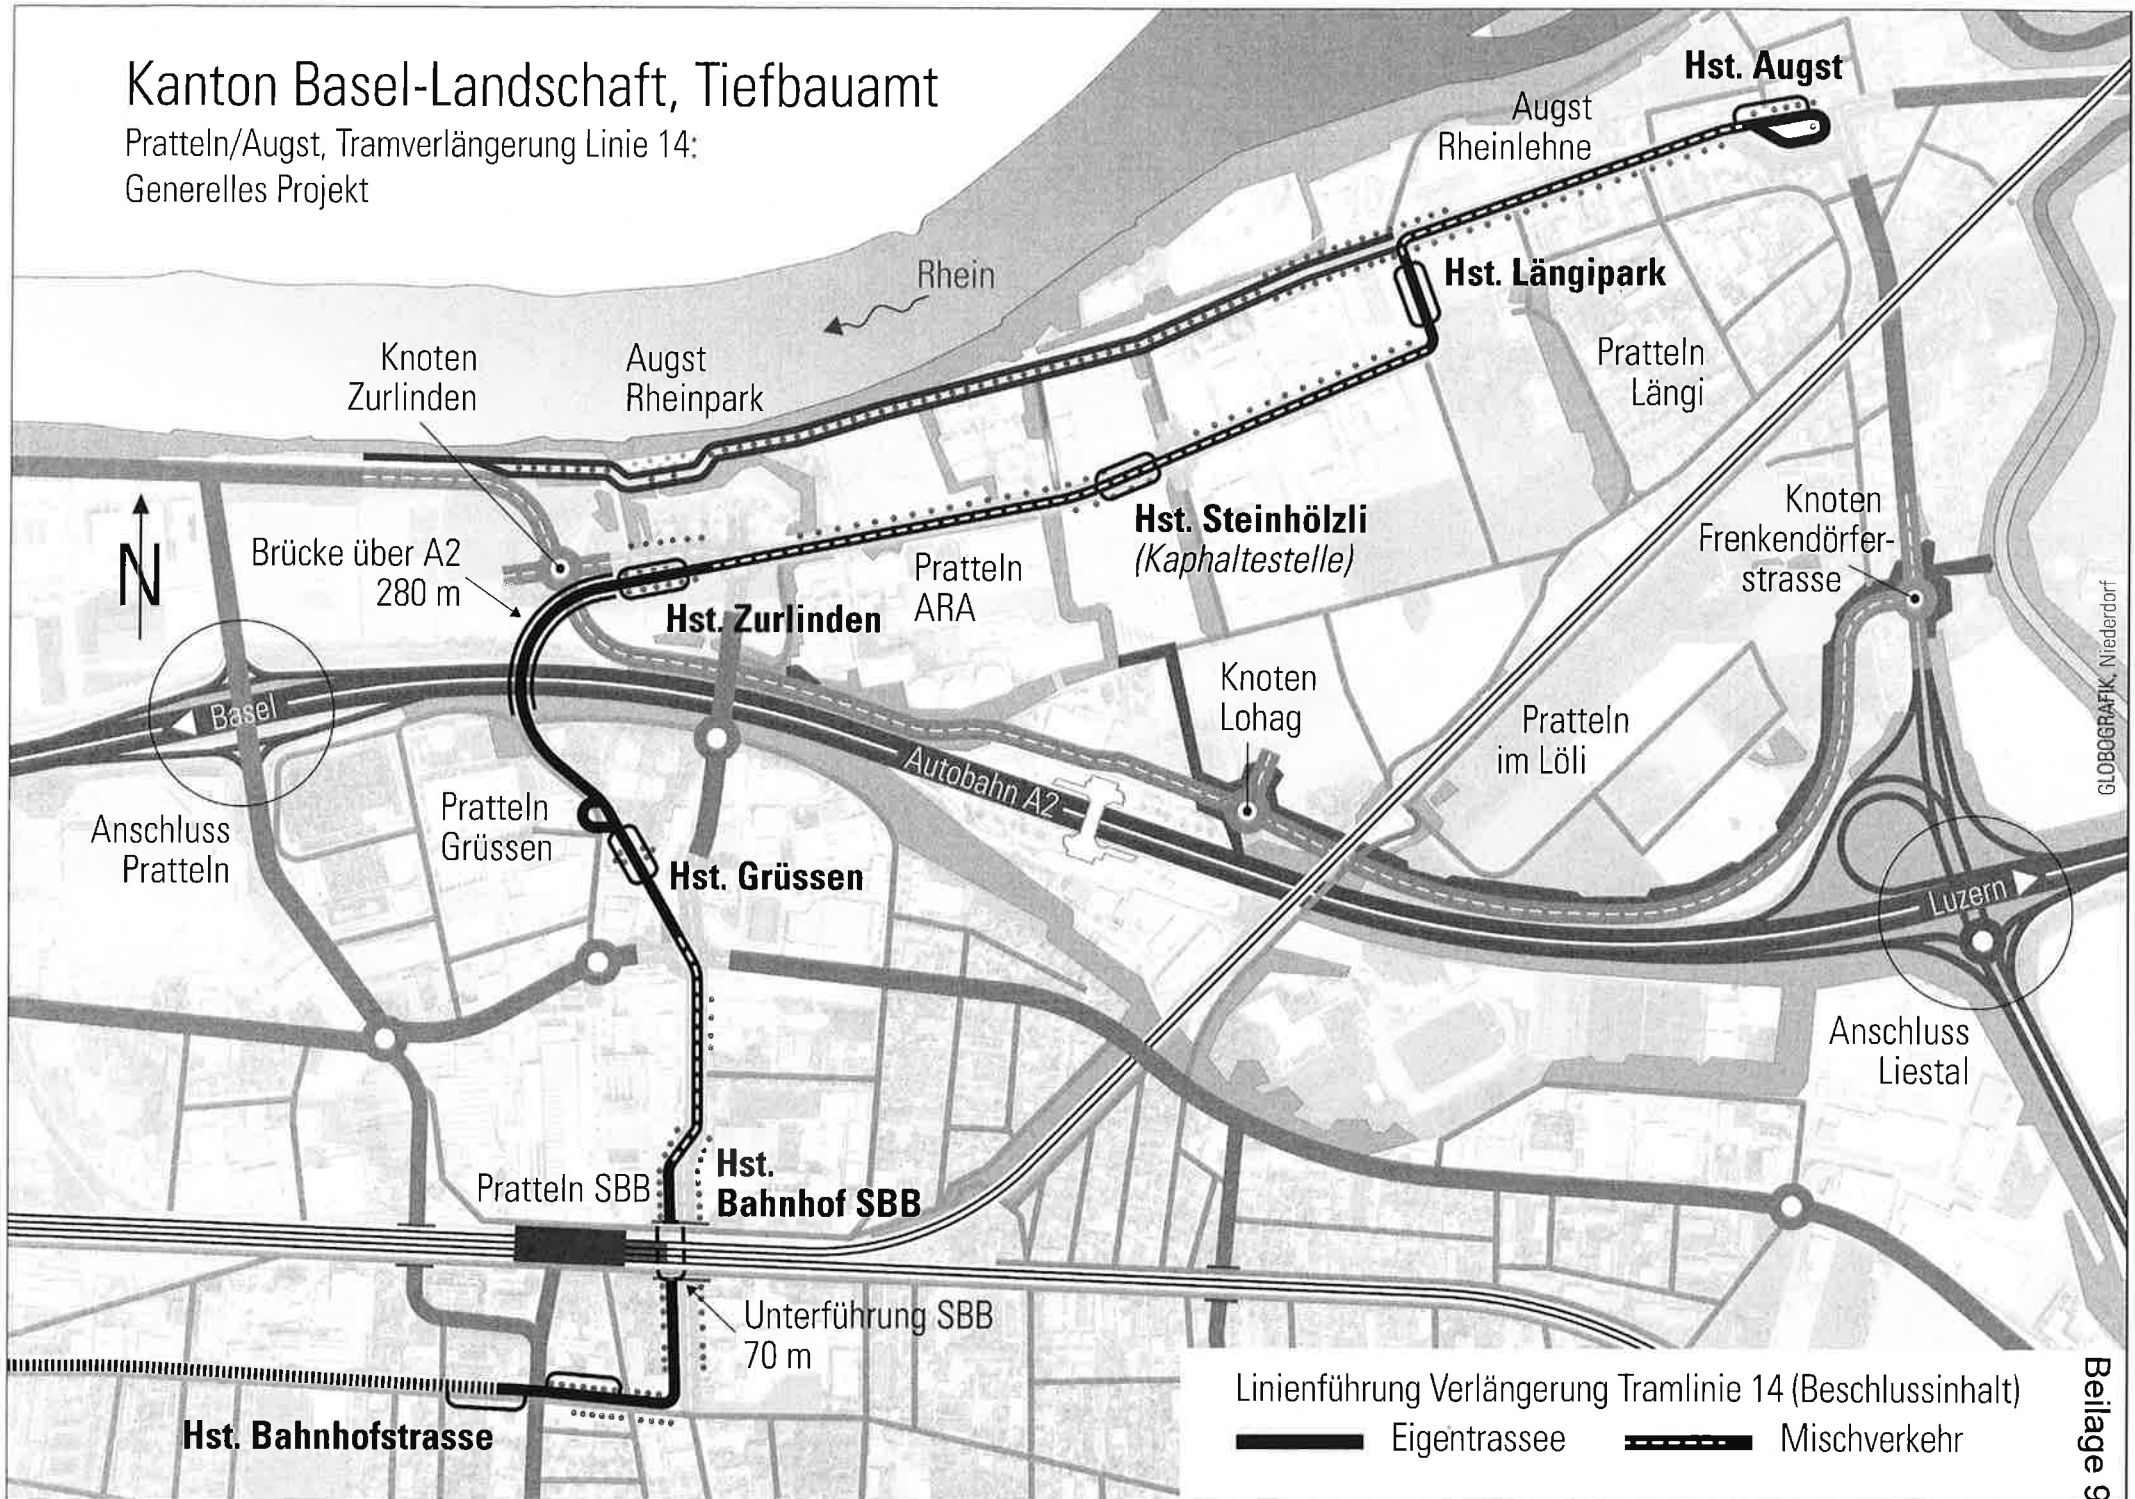 Kanton Basel-Landschaft, Tiefbauamt
Pratteln/Augst, Tramverlängerung Linie 14:
Generelles Projekt
Hst. Augst
Augst
Rheinlehne
Rhein
Hst. Längipark
Knoten
Zurlinden
Augst
Rheinpark
Pratteln
Längi
Knoten
Frenkendörfer-
strasse
Hst. Steinhölzli
(Kaphaltestelle)
N
Brücke über A2
280 m
Pratteln
ARA
Hst. Zurlinden
GLOBOGRAFIK, Niederdorf
Knoten
Lohag
Basel
Pratteln
im Löli
Autobahn A2
Pratteln
Grüssen
Anschluss
Pratteln
Hst. Grüssen
Luzern
Anschluss
Liestal
Pratteln SBB
Hst.
Bahnhof SBB
Unterführung SBB
70 m
Hst. Bahnhofstrasse
Linienführung Verlängerung Tramlinie 14 (Beschlussinhalt)
Eigentrassee
Mischverkehr
Beilage 9